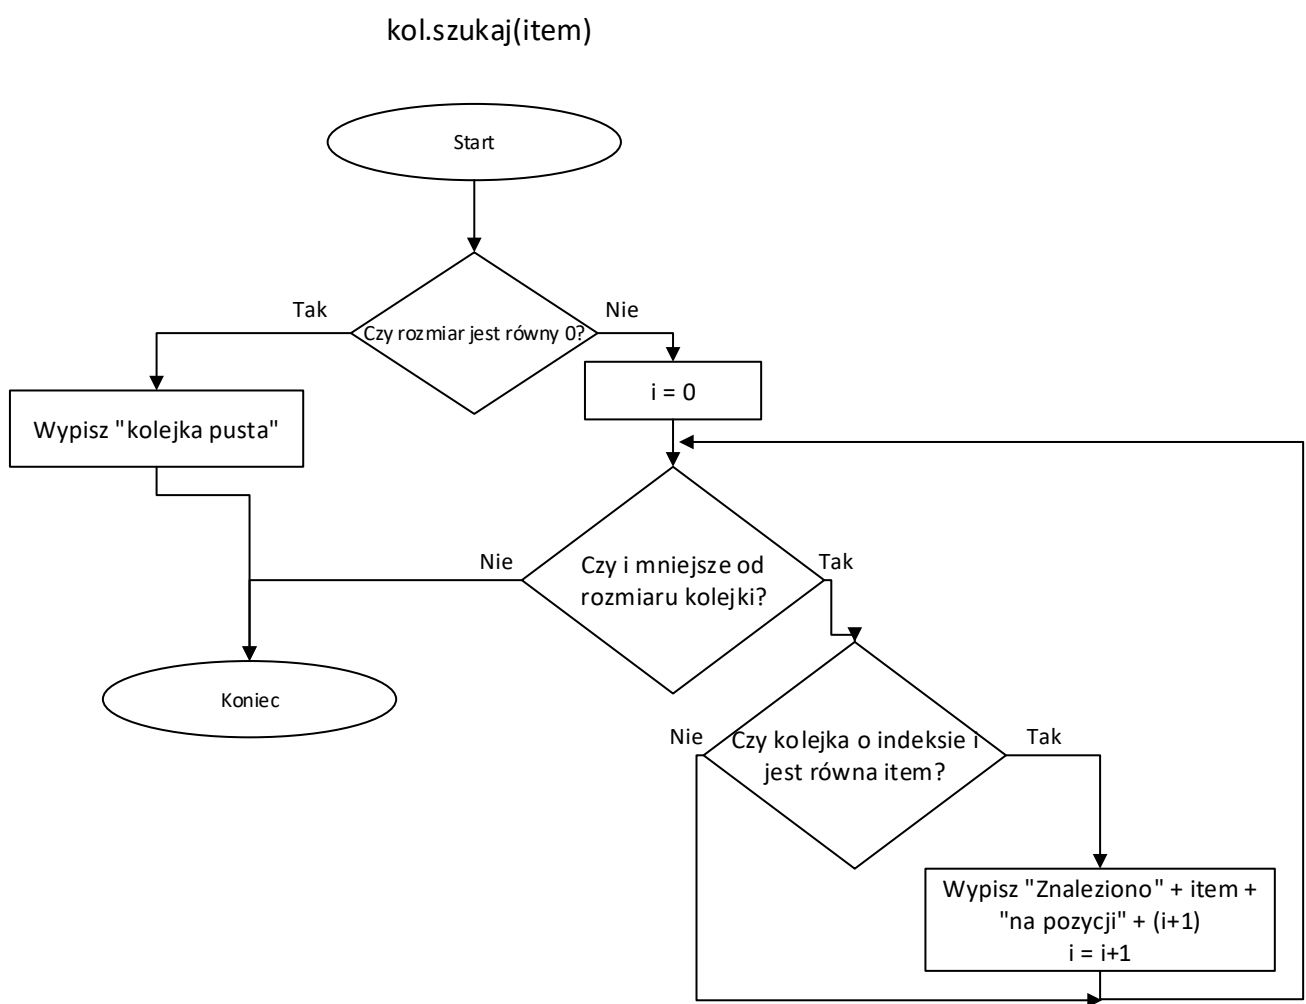 kol.szukaj(item)
Start
Tak
Nie
Czy rozmiar jest równy 0?
i = 0
Wypisz "kolejka pusta"
Nie
Tak
Czy i mniejsze od
rozmiaru kolejki?
Koniec
Nie
Tak
Czy kolejka o indeksie i
jest równa item?
Wypisz "Znaleziono" + item +
"na pozycji" + (i+1)
i = i+1